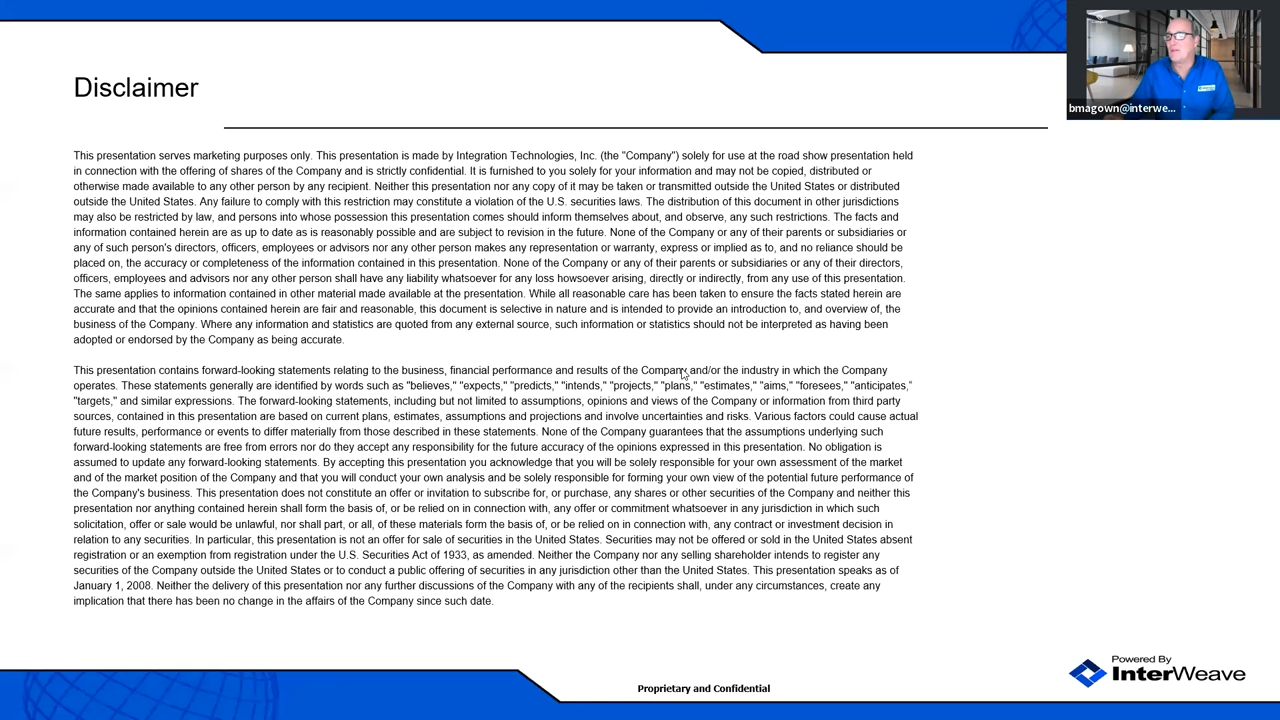 bmagown@interwe...
Disclaimer
This presentation serves marketing purposes only. This presentation is made by Integration Technologies, Inc. (the "Company") solely for use at the road show presentation held
in connection with the offering of shares of the Company and is strictly confidential. It is furnished to you solely for your information and may not be copied, distributed or
otherwise made available to any other person by any recipient. Neither this presentation nor any copy of it may be taken or transmitted outside the United States or distributed
outside the United States. Any failure to comply with this restriction may constitute a violation of the U.S. securities laws. The distribution of this document in other jurisdictions
may also be restricted by law, and persons into whose possession this presentation comes should inform themselves about, and observe, any such restrictions. The facts and
information contained herein are as up to date as is reasonably possible and are subject to revision in the future. None of the Company or any of their parents or subsidiaries or
any of such person's directors, officers, employees or advisors nor any other person makes any representation or warranty, express or implied as to, and no reliance should be
placed on, the accuracy or completeness of the information contained in this presentation. None of the Company or any of their parents or subsidiaries or any of their directors,
officers, employees and advisors nor any other person shall have any liability whatsoever for any loss howsoever arising, directly or indirectly, from any use of this presentation.
The same applies to information contained in other material made available at the presentation. While all reasonable care has been taken to ensure the facts stated herein are
accurate and that the opinions contained herein are fair and reasonable, this document is selective in nature and is intended to provide an introduction to, and overview of, the
business of the Company. Where any information and statistics are quoted from any external source, such information or statistics should not be interpreted as having been
adopted or endorsed by the Company as being accurate.
This presentation contains forward-looking statements relating to the business, financial performance and results of the Company and/or the industry in which the Company
operates. These statements generally are identified by words such as "believes," "expects," "predicts," "intends," "projects," "plans," "estimates," "aims," "foresees," "anticipates,"
"targets," and similar expressions. The forward-looking statements, including but not limited to assumptions, opinions and views of the Company or information from third party
sources, contained in this presentation are based on current plans, estimates, assumptions and projections and involve uncertainties and risks. Various factors could cause actual
future results, performance or events to differ materially from those described in these statements. None of the Company guarantees that the assumptions underlying such
forward-looking statements are free from errors nor do they accept any responsibility for the future accuracy of the opinions expressed in this presentation. No obligation is
assumed to update any forward-looking statements. By accepting this presentation you acknowledge that you will be solely responsible for your own assessment of the market
and of the market position of the Company and that you will conduct your own analysis and be solely responsible for forming your own view of the potential future performance of
the Company's business. This presentation does not constitute an offer or invitation to subscribe for, or purchase, any shares or other securities of the Company and neither this
presentation nor anything contained herein shall form the basis of, or be relied on in connection with, any offer or commitment whatsoever in any jurisdiction in which such
solicitation, offer or sale would be unlawful, nor shall part, or all, of these materials form the basis of, or be relied on in connection with, any contract or investment decision in
relation to any securities. In particular, this presentation is not an offer for sale of securities in the United States. Securities may not be offered or sold in the United States absent
registration or an exemption from registration under the U.S. Securities Act of 1933, as amended. Neither the Company nor any selling shareholder intends to register any
securities of the Company outside the United States or to conduct a public offering of securities in any jurisdiction other than the United States. This presentation speaks as of
January 1, 2008. Neither the delivery of this presentation nor any further discussions of the Company with any of the recipients shall, under any circumstances, create any
implication that there has been no change in the affairs of the Company since such date.
Proprietary and Confidential
Powered By
InterWeave